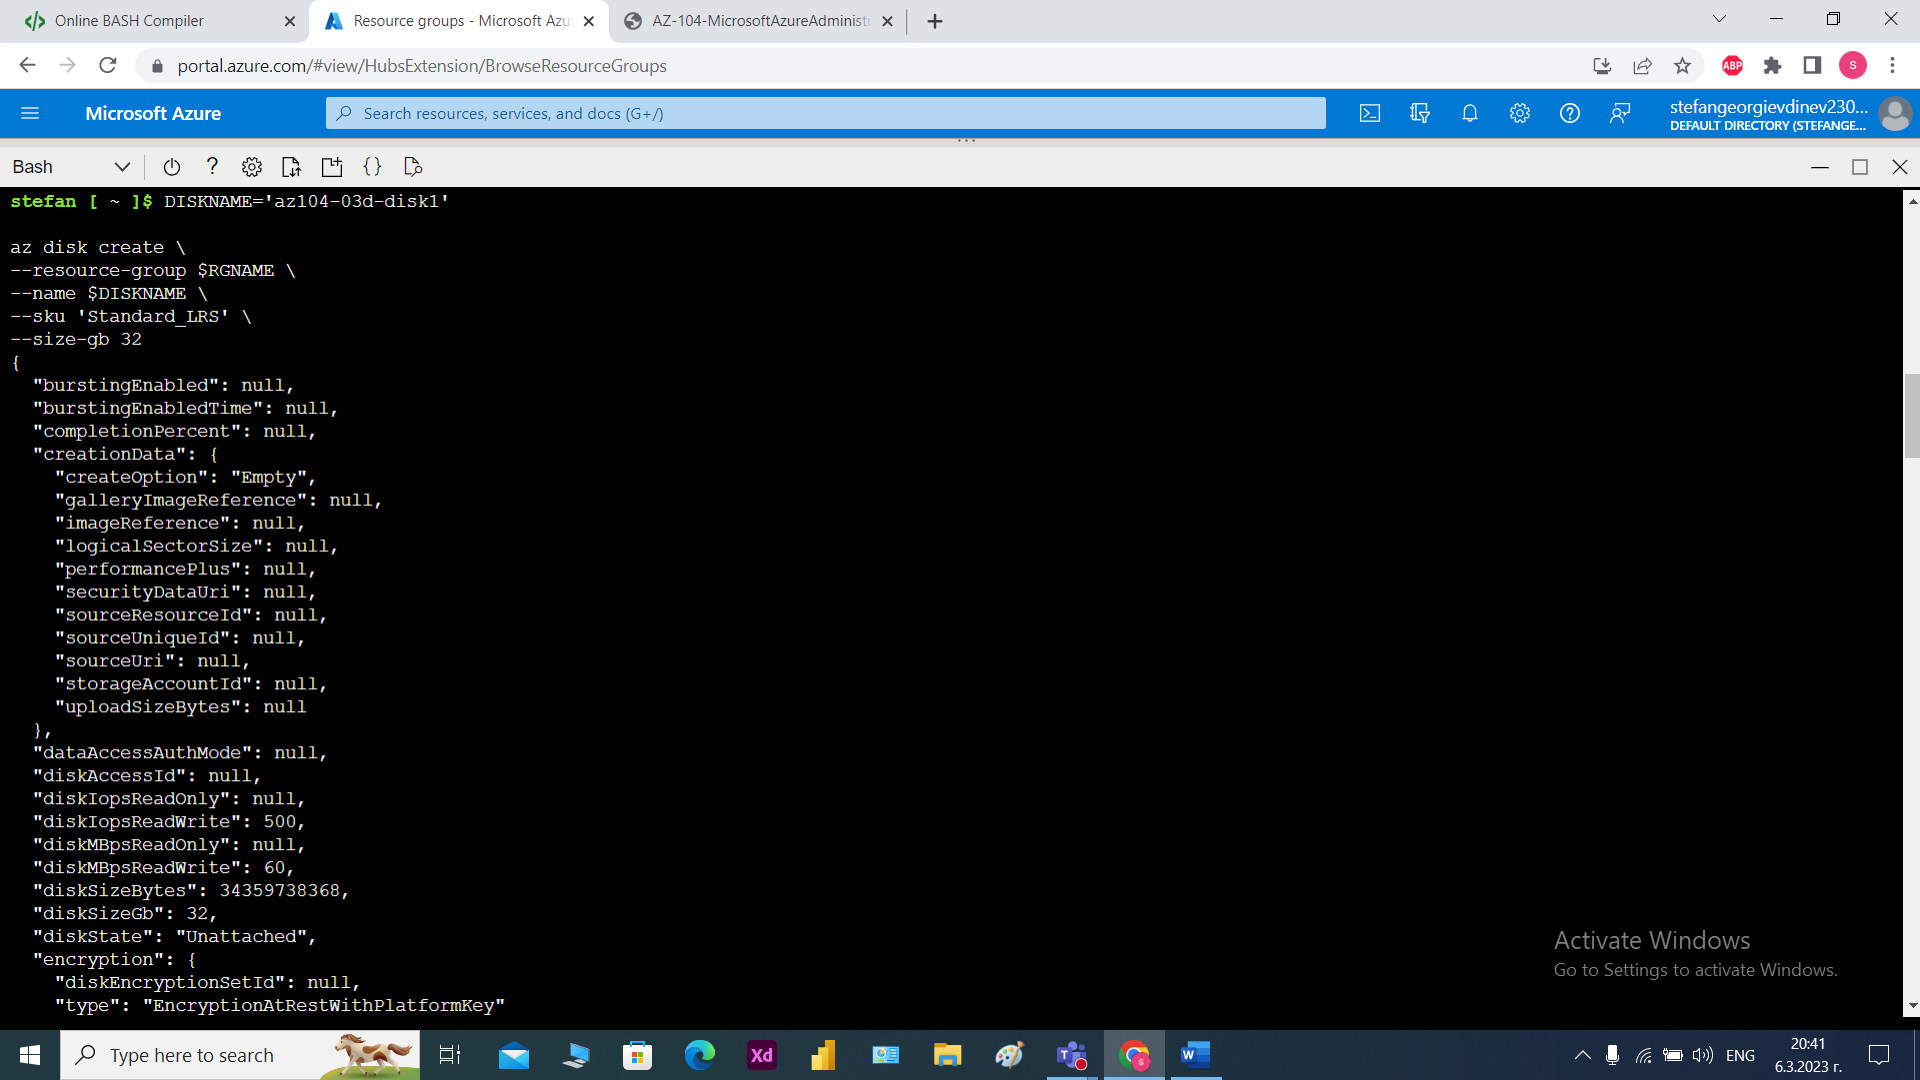 Online BASH Compiler
Resource groups - Microsoft Azu
AZ-104-MicrosoftAzureAdministr
portal.azure.com/#view/HubsExtension/BrowseResourceGroups
ABP
S
Microsoft Azure
Search resources, services, and docs (G+/)
stefangeorgievdinev230...
DEFAULT DIRECTORY (STEFANGE...
Bash
stefan [ ~ ]$ DISKNAME='az104-03d-disk1'
az disk create \
--resource-group $RGNAME \
--name $DISKNAME \
--sku 'Standard_LRS' \
--size-gb 32
{
"burstingEnabled": null,
"burstingEnabledTime": null,
"completionPercent": null,
"creationData": {
"createOption": "Empty",
"galleryImageReference": null,
"imageReference": null,
"logicalSectorSize": null,
"performancePlus": null,
"securityDataUri": null,
"sourceResourceId": null,
"sourceUniqueId": null,
"sourceUri": null,
"storageAccountId": null,
"uploadSizeBytes": null
},
"dataAccessAuthMode": null,
"diskAccessId": null,
"diskIopsReadOnly": null,
"diskIopsReadWrite": 500,
"diskMBpsReadOnly": null,
"diskMBpsReadWrite": 60,
"diskSizeBytes": 34359738368,
"diskSizeGb": 32,
"diskState": "Unattached",
"encryption": {
"diskEncryptionSetId": null,
"type": "EncryptionAtRestWithPlatformKey"
Activate Windows
Go to Settings to activate Windows.
Type here to search
Xd
ENG
20:41
6.3.2023 г.